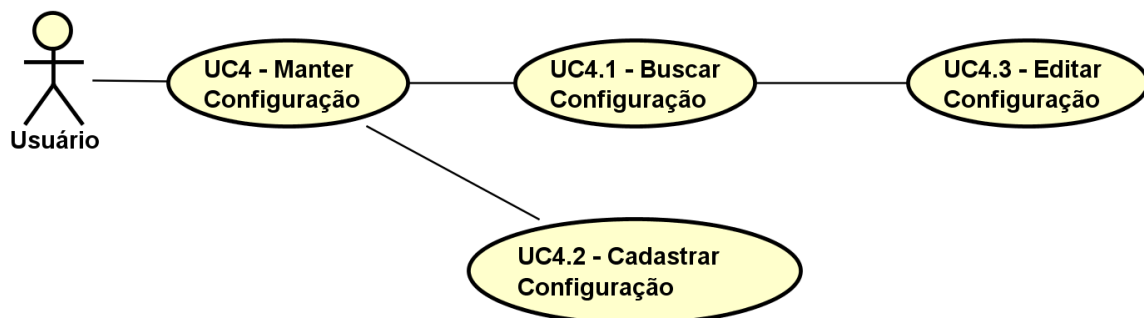 UC4 - Manter
Configuração
UC4.1 - Buscar
Configuração
UC4.3 - Editar
Configuração
Usuário
UC4.2 - Cadastrar
Configuração